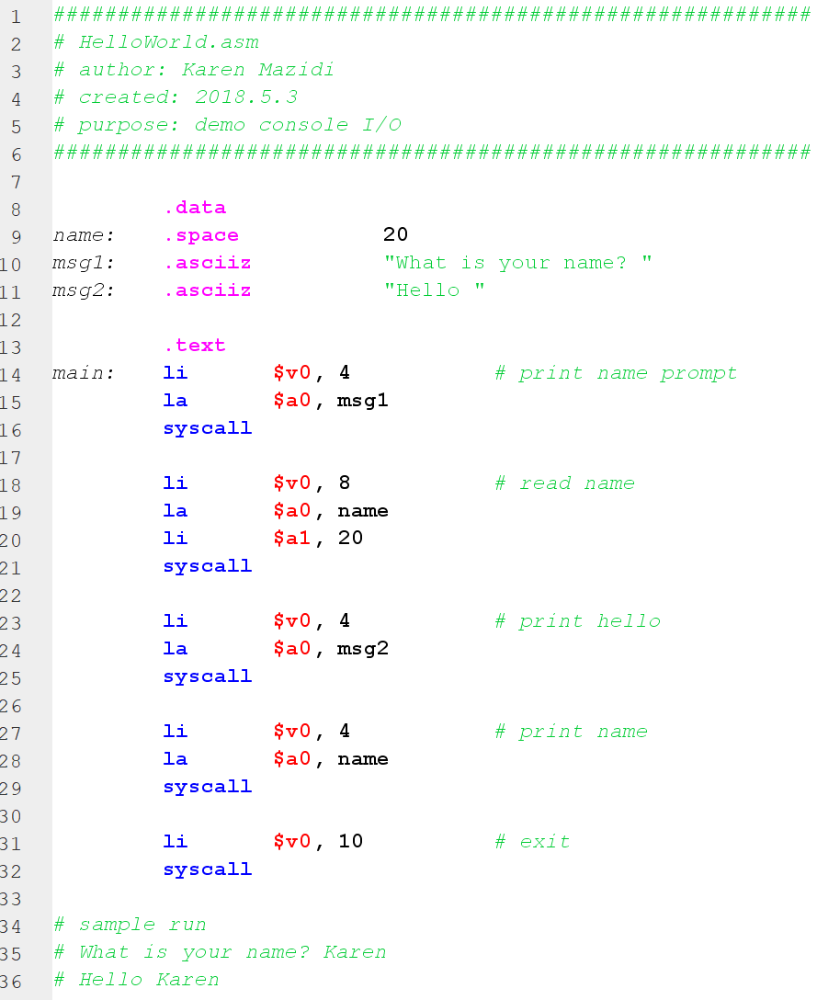 1 ###########################################################
2 # HelloWorld.asm
3 # author: Karen Mazidi
4 # created: 2018.5.3
5 # purpose: demo console I/O
6 ###########################################################
7
8 .data
9 name: .space 20
10 msg1: .asciiz "What is your name? "
11 msg2: .asciiz "Hello "
12
13 .text
14 main: li $v0, 4 # print name prompt
15 la $a0, msg1
16 syscall
17
18 li $v0, 8 # read name
19 la $a0, name
20 li $a1, 20
21 syscall
22
23 li $v0, 4 # print hello
24 la $a0, msg2
25 syscall
26
27 li $v0, 4 # print name
28 la $a0, name
29 syscall
30
31 li $v0, 10 # exit
32 syscall
33
34 # sample run
35 # What is your name? Karen
36 # Hello Karen